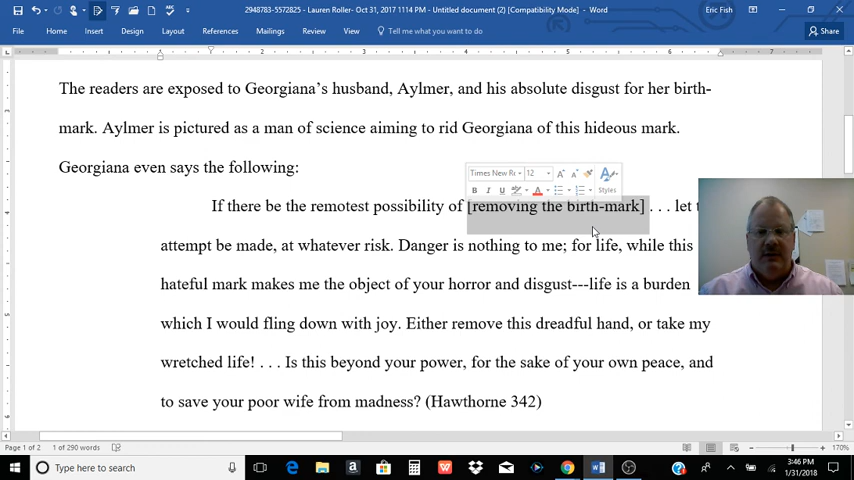 2948783-5572825 - Lauren Roller- Oct 31, 2017 1114 PM - Untitled document (2) [Compatibility Mode] - Word
Eric Fish
File Home Insert Design Layout References Mailings Review View Tell me what you want to do Share
The readers are exposed to Georgiana's husband, Aylmer, and his absolute disgust for her birth-
mark. Aylmer is pictured as a man of science aiming to rid Georgiana of this hideous mark.
Georgiana even says the following:
Times New R 12
B I U Styles
If there be the remotest possibility of [removing the birth-mark] . . . let
attempt be made, at whatever risk. Danger is nothing to me; for life, while this
hateful mark makes me the object of your horror and disgust---life is a burden
which I would fling down with joy. Either remove this dreadful hand, or take my
wretched life! . . . Is this beyond your power, for the sake of your own peace, and
to save your poor wife from madness? (Hawthorne 342)
Page 1 of 2 1 of 290 words 170%
Type here to search
3:46 PM
1/31/2018